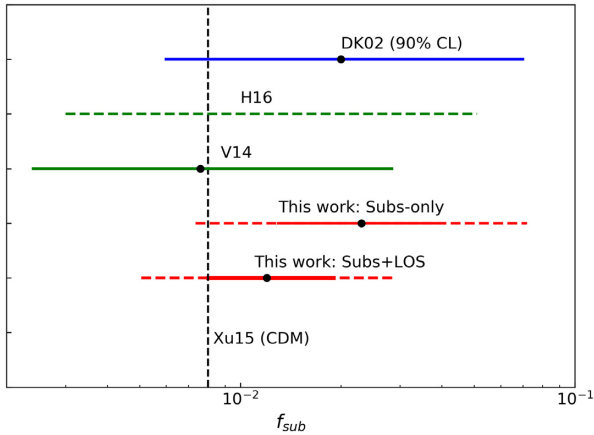 DK02 (90% CL)
H16
V14
This work: Subs-only
This work: Subs+LOS
Xu15 (CDM)
10⁻² 10⁻¹
f_sub